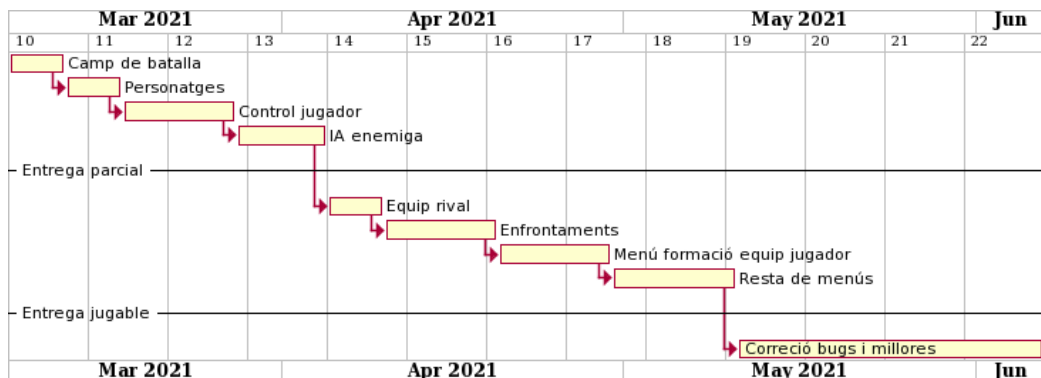 Mar 2021 Apr 2021 May 2021 Jun
10 11 12 13 14 15 16 17 18 19 20 21 22
Camp de batalla
Personatges
Control jugador
IA enemiga
Entrega parcial
Equip rival
Enfrontaments
Menú formació equip jugador
Resta de menús
Entrega jugable
Correció bugs i millores
Mar 2021 Apr 2021 May 2021 Jun